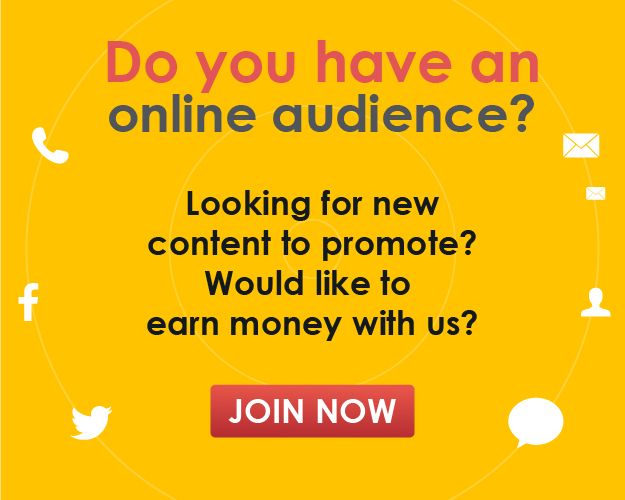 Do you have an
online audience?
Looking for new
content to promote?
Would like to
earn money with us?
JOIN NOW